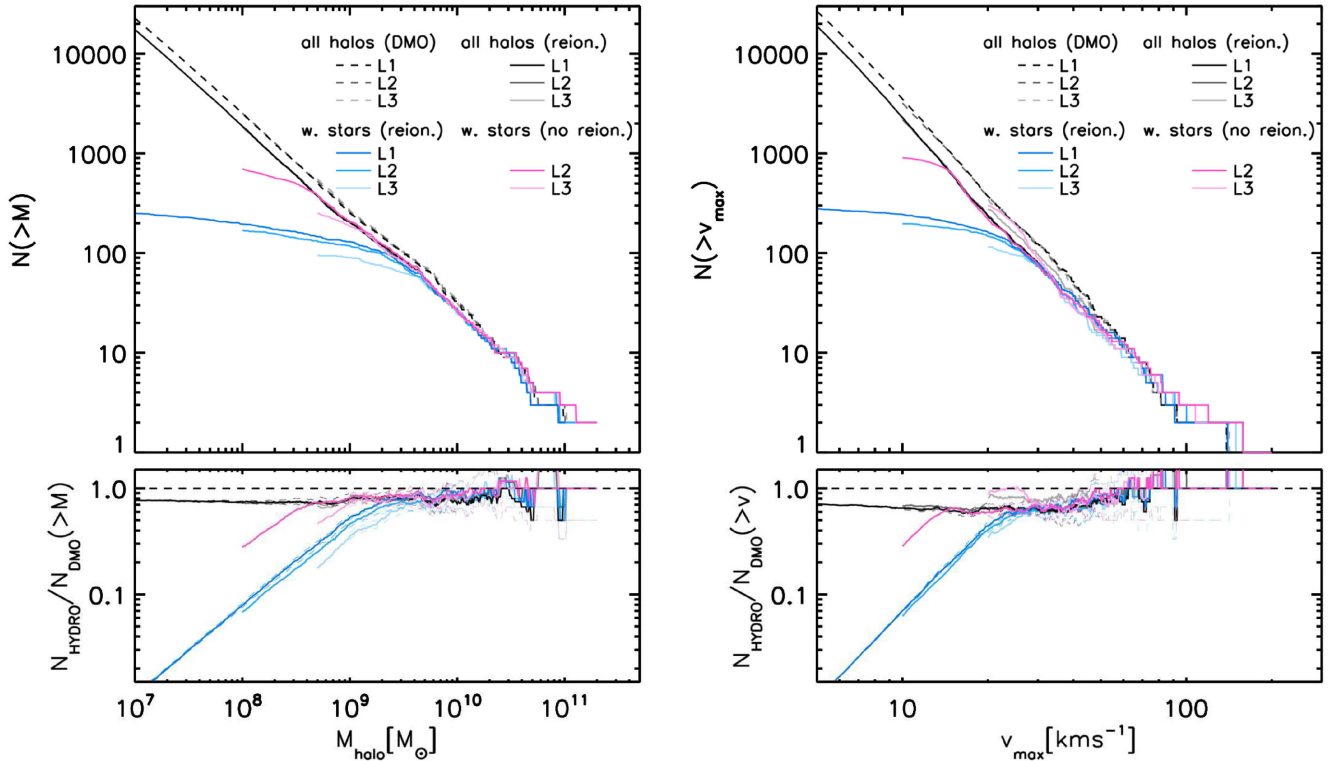 all halos (DMO) all halos (reion.)
L1 L1
L2 L2
L3 L3
w. stars (reion.) w. stars (no reion.)
L1
L2 L2
L3 L3
10000
1000
100
10
1
N(>M)
1.0
0.1
N_HYDRO/N_DMO(>M)
10^7 10^8 10^9 10^10 10^11
M_halo[M_⊙]
all halos (DMO) all halos (reion.)
L1 L1
L2 L2
L3 L3
w. stars (reion.) w. stars (no reion.)
L1
L2 L2
L3 L3
10000
1000
100
10
1
N(>v_max)
1.0
0.1
N_HYDRO/N_DMO(>v)
10 100
v_max[kms^-1]